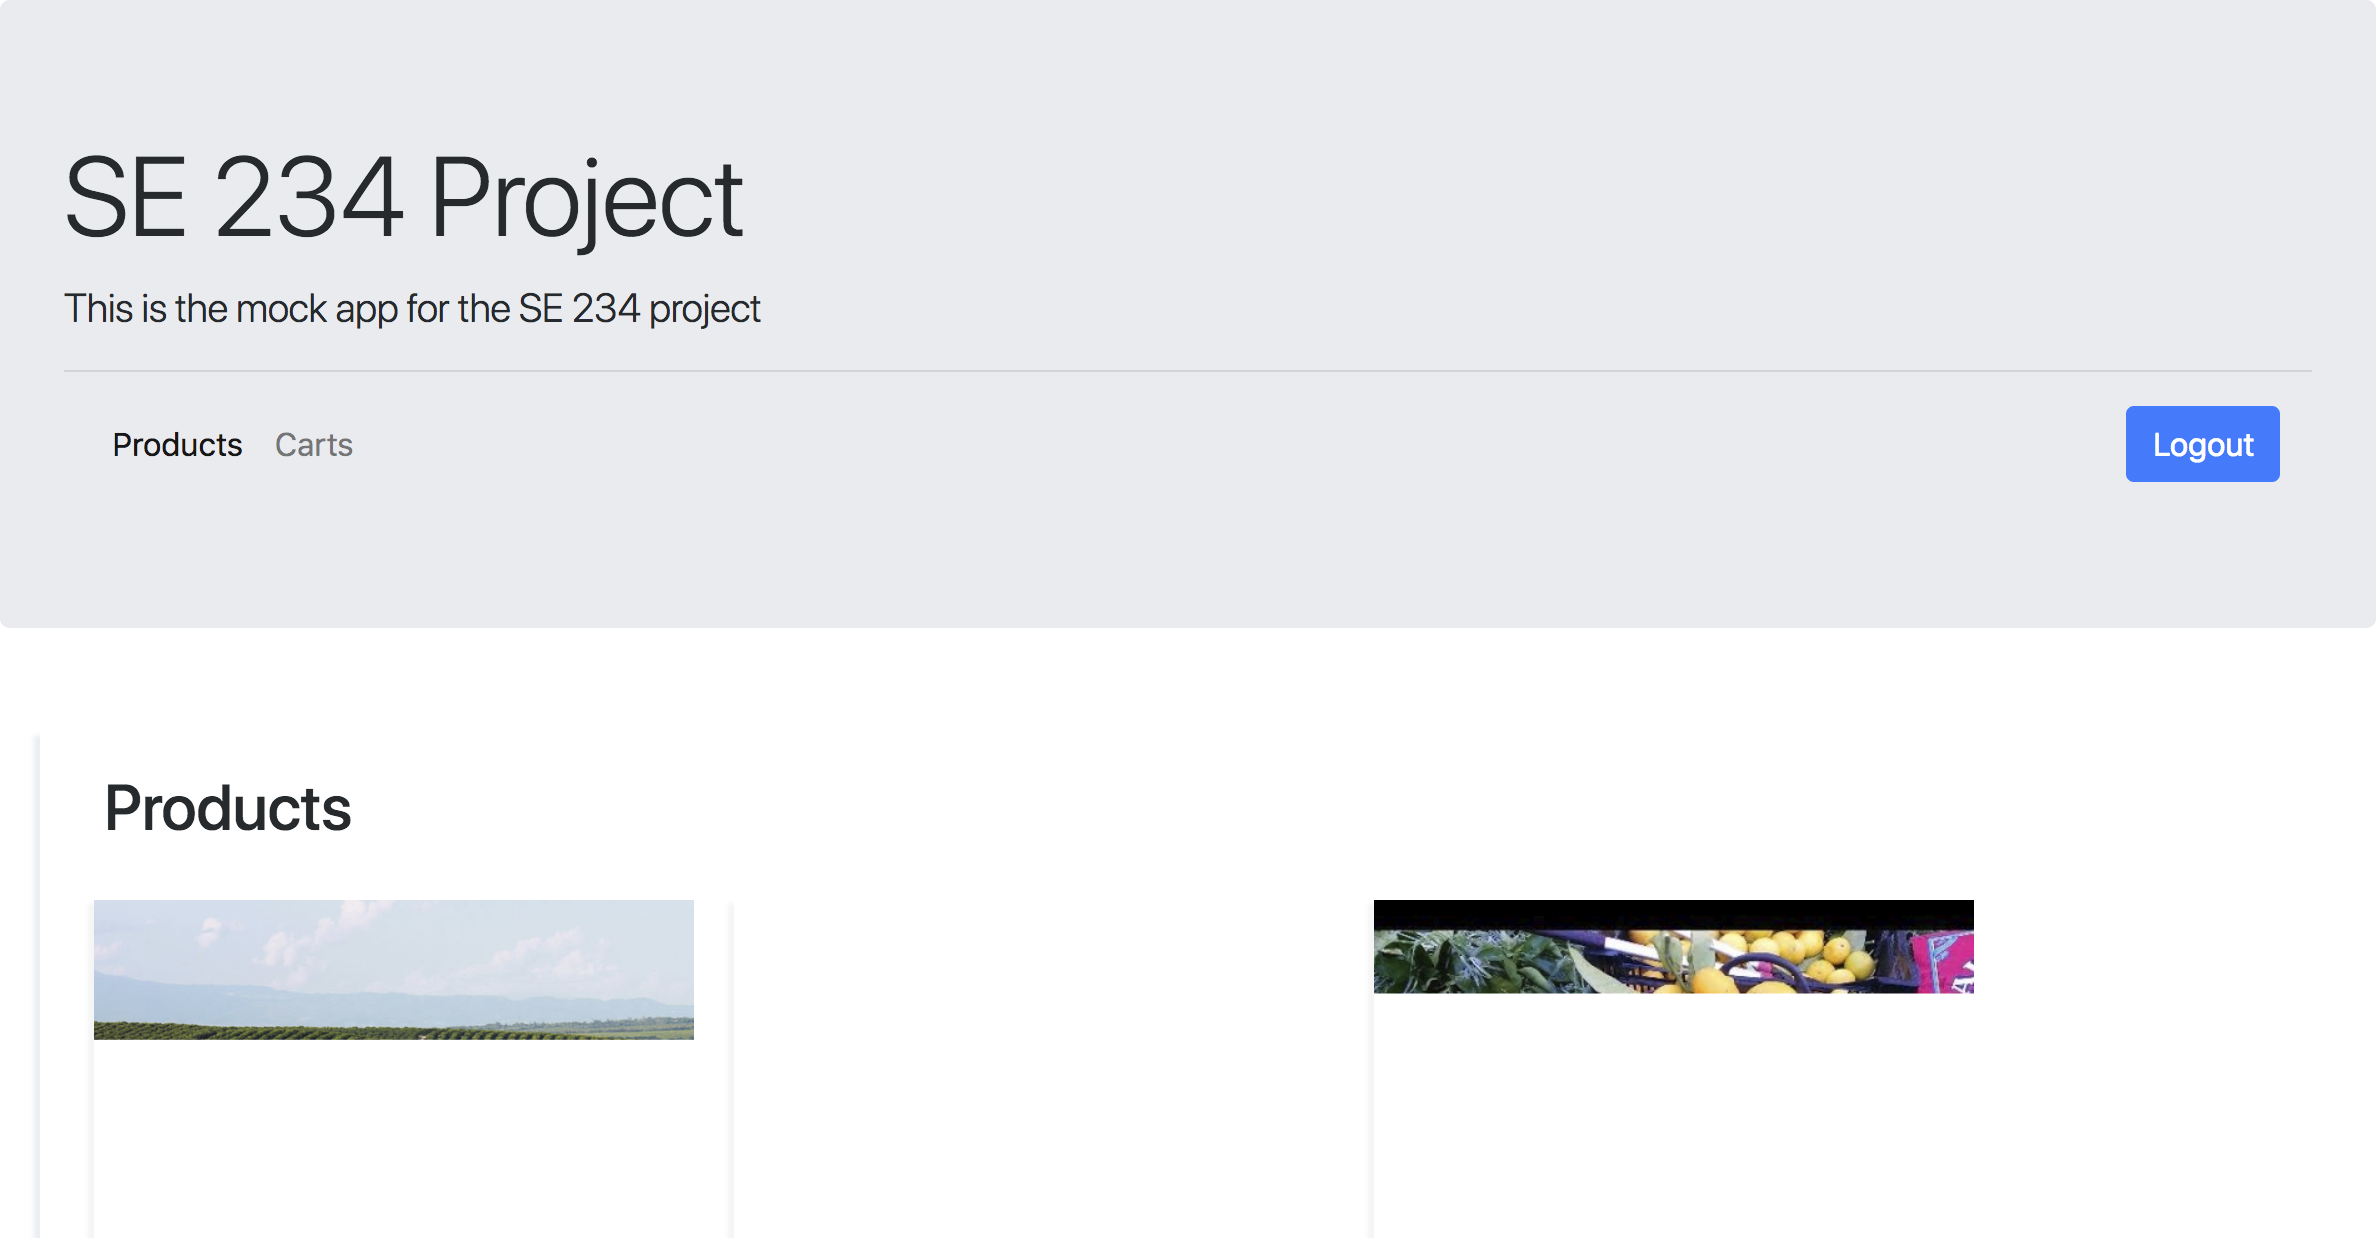 SE 234 Project
This is the mock app for the SE 234 project
Products Carts Logout
Products